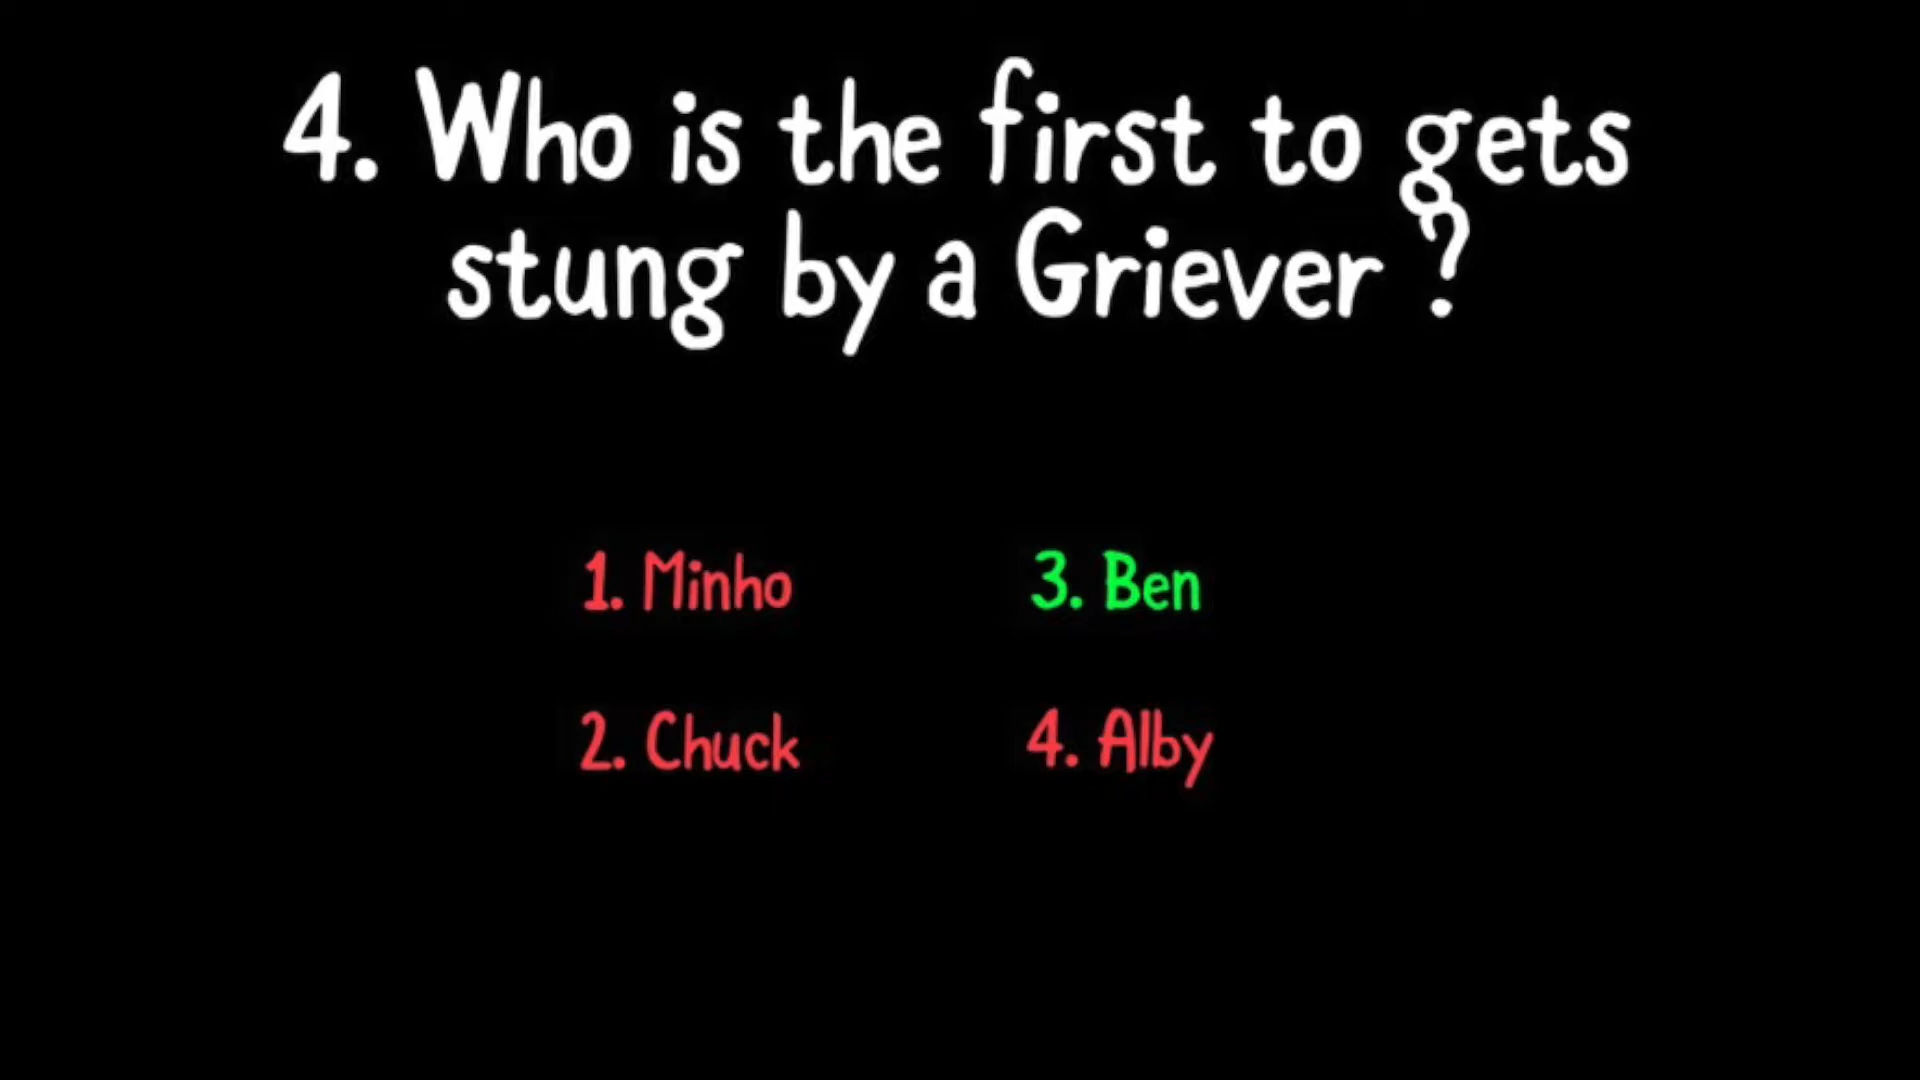 4. Who is the first to gets
stung by a Griever ?
1. Minho
3. Ben
2. Chuck
4. Alby